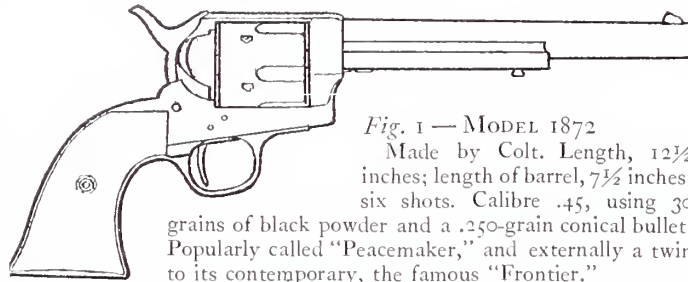 Fig. 1 — MODEL 1872
Made by Colt. Length, 12½
inches; length of barrel, 7½ inches
six shots. Calibre .45, using 30
grains of black powder and a .250-grain conical bullet
Popularly called "Peacemaker," and externally a twin
to its contemporary, the famous "Frontier."